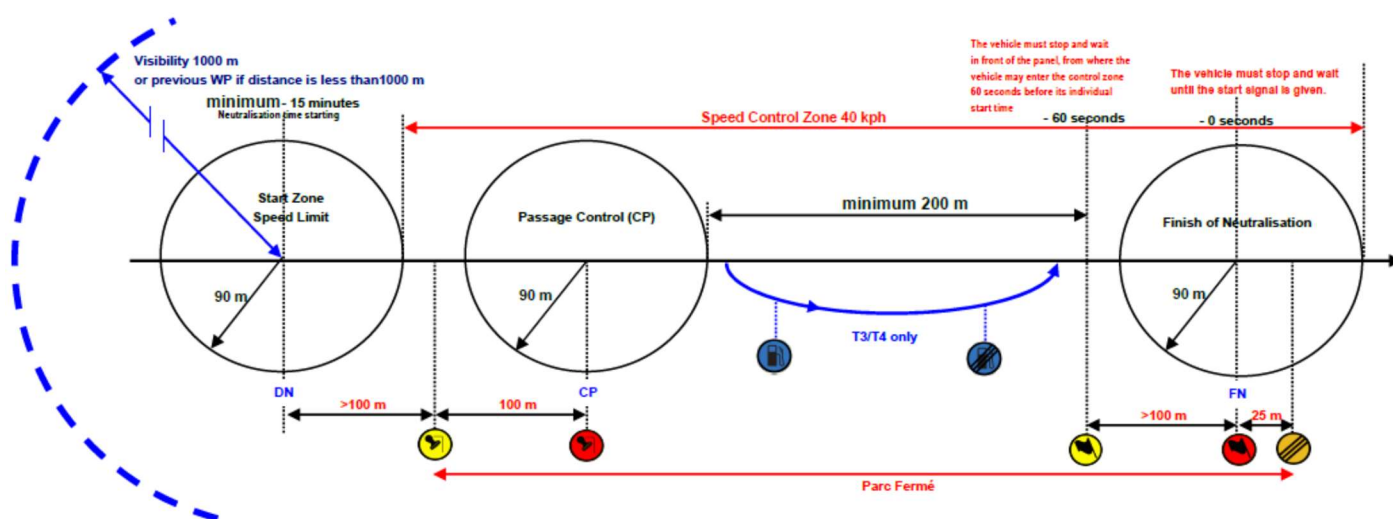 Visibility 1000 m
or previous WP if distance is less than1000 m
minimum- 15 minutes
Neutralisation time starting
The vehicle must stop and wait
in front of the panel, from where the
vehicle may enter the control zone
60 seconds before its individual
start time
The vehicle must stop and wait
until the start signal is given.
Speed Control Zone 40 kph
- 60 seconds
- 0 seconds
Start Zone
Speed Limit
Passage Control (CP)
minimum 200 m
Finish of Neutralisation
90 m
90 m
90 m
T3/T4 only
DN
CP
FN
>100 m
100 m
>100 m
25 m
Parc Fermé